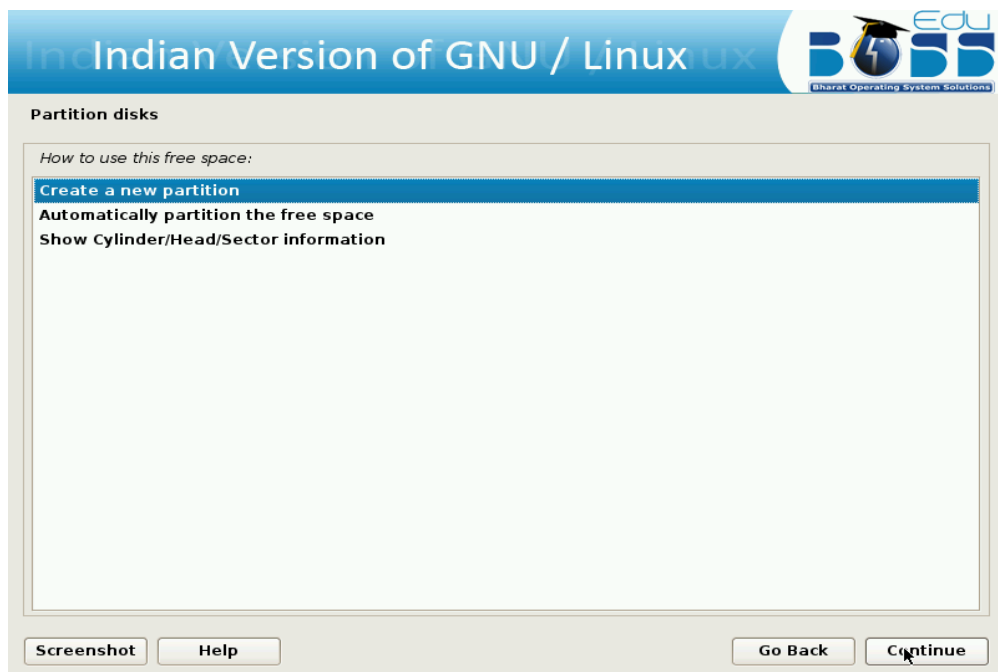 Indian Version of GNU / Linux
Edu
BOSS
Bharat Operating System Solutions
Partition disks
How to use this free space:
Create a new partition
Automatically partition the free space
Show Cylinder/Head/Sector information
Screenshot
Help
Go Back
Continue